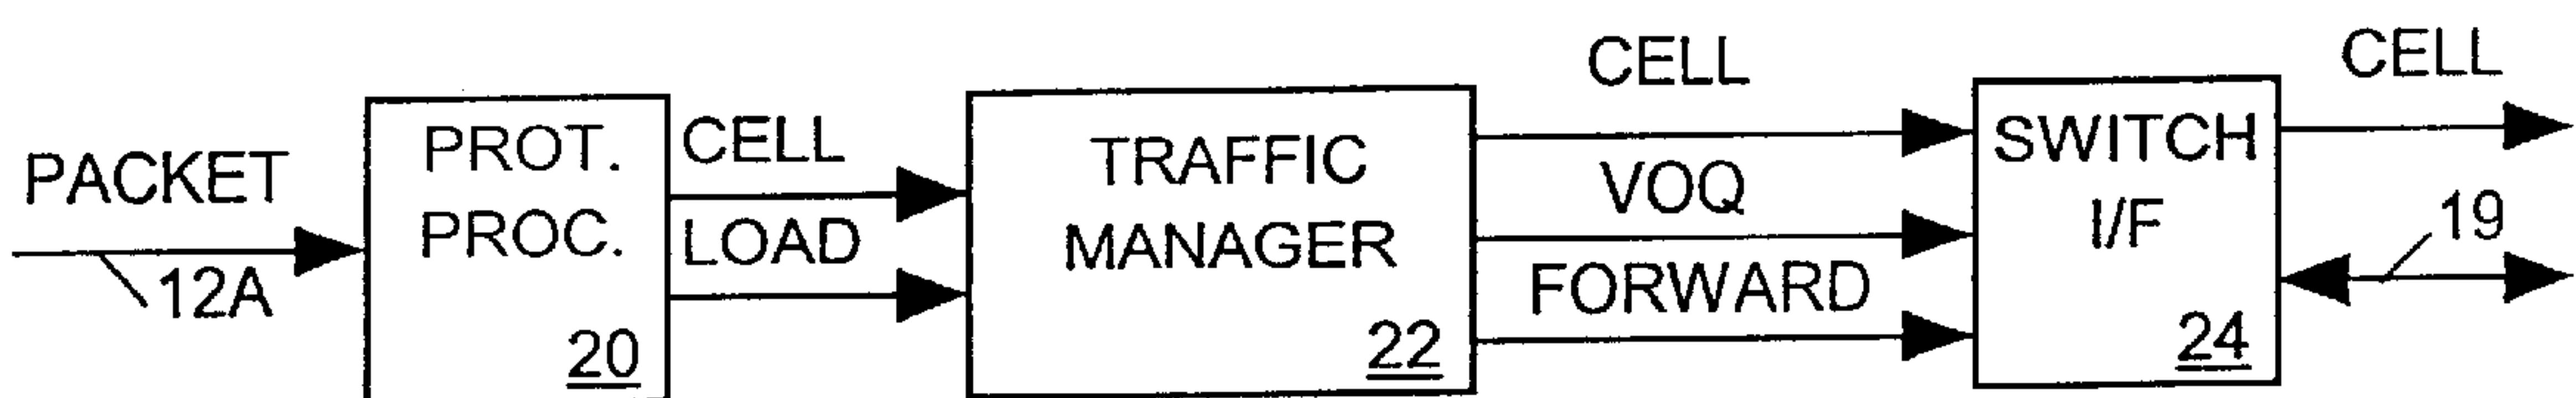 PACKET
12A
PROT.
PROC.
20
CELL
LOAD
TRAFFIC
MANAGER
22
CELL
VOQ
FORWARD
SWITCH
I/F
24
CELL
19